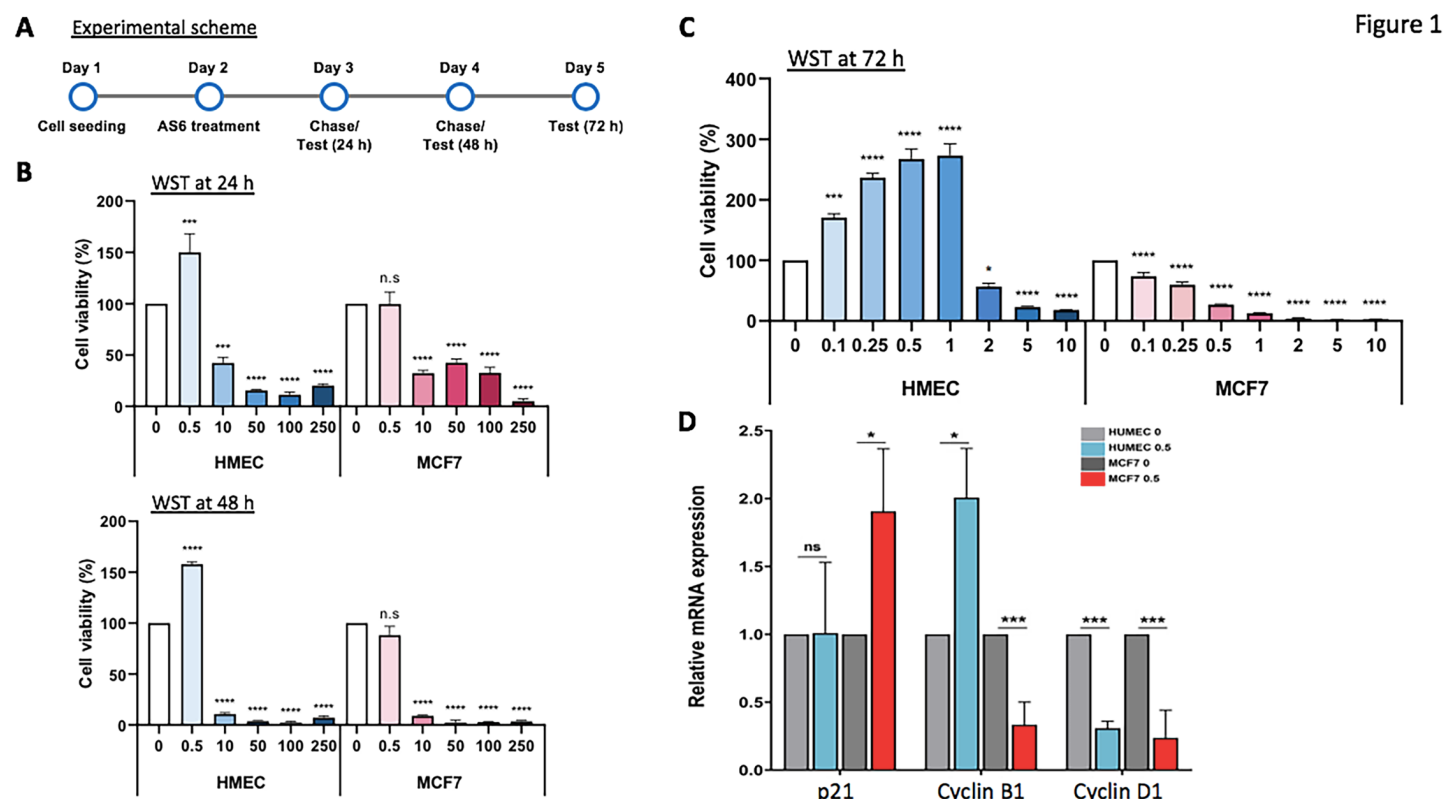 Figure 1
A Experimental scheme
Day 1 Day 2 Day 3 Day 4 Day 5
Cell seeding AS6 treatment Chase/ Chase/ Test (72 h)
Test (24 h) Test (48 h)
B
WST at 24 h
Cell viability (%)
200
150
100
50
0
*** *** **** **** **** n.s **** **** **** ****
0 0.5 10 50 100 250 0 0.5 10 50 100 250
HMEC MCF7
WST at 48 h
Cell viability (%)
200
150
100
50
0
**** **** **** **** **** n.s **** **** **** ****
0 0.5 10 50 100 250 0 0.5 10 50 100 250
HMEC MCF7
C
WST at 72 h
Cell viability (%)
400
300
200
100
0
*** **** **** **** * **** **** **** **** **** **** **** **** ****
0 0.1 0.25 0.5 1 2 5 10 0 0.1 0.25 0.5 1 2 5 10
HMEC MCF7
D
Relative mRNA expression
2.5
2.0
1.5
1.0
0.5
0.0
ns * * *** *** ***
HUMEC 0
HUMEC 0.5
MCF7 0
MCF7 0.5
p21 Cyclin B1 Cyclin D1